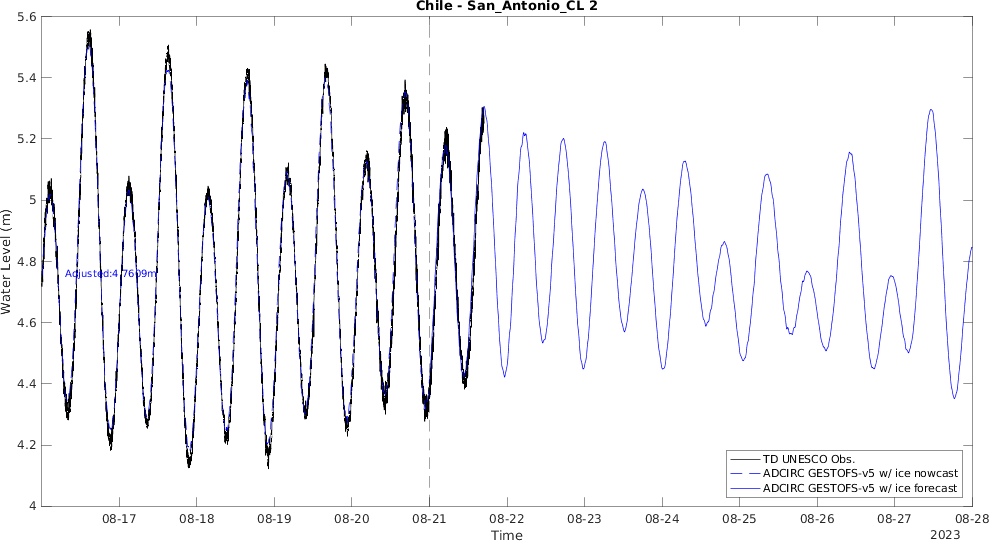 Chile - San_Antonio_CL 2
5.6
5.4
5.2
5
4.8
4.6
4.4
4.2
4
Water Level (m)
Adjusted:4.7609m
TD UNESCO Obs.
ADCIRC GESTOFS-v5 w/ ice nowcast
ADCIRC GESTOFS-v5 w/ ice forecast
08-17 08-18 08-19 08-20 08-21 08-22 08-23 08-24 08-25 08-26 08-27 08-28
Time
2023